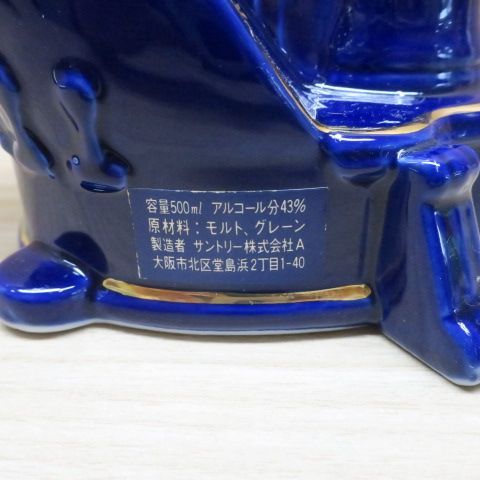 容量500ml アルコール分43%
原材料：モルト、グレーン
製造者 サントリー株式会社A
大阪市北区堂島浜2丁目1-40